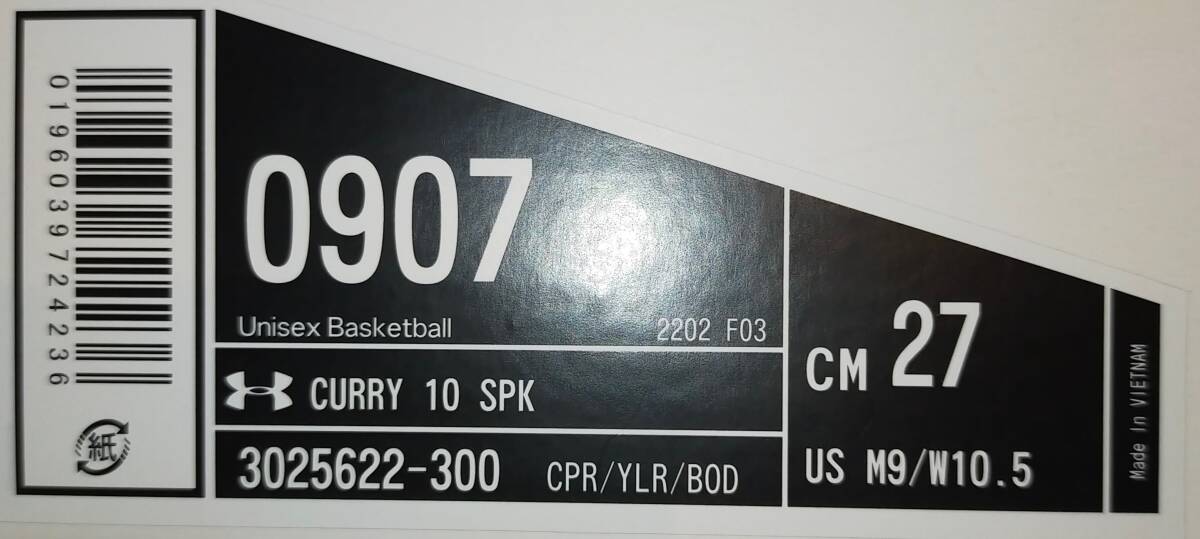 0196039724236
紙
0907
Unisex Basketball 2202 F03
CURRY 10 SPK
3025622-300 CPR/YLR/BOD
CM 27
US M9/W10.5
Made In VIETNAM